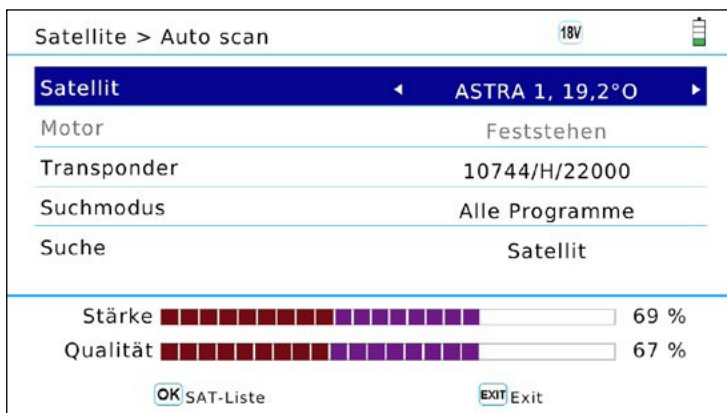 Satellite > Auto scan 18V
Satellit ASTRA 1, 19,2°O
Motor Feststehen
Transponder 10744/H/22000
Suchmodus Alle Programme
Suche Satellit
Stärke 69 %
Qualität 67 %
OK SAT-Liste EXIT Exit